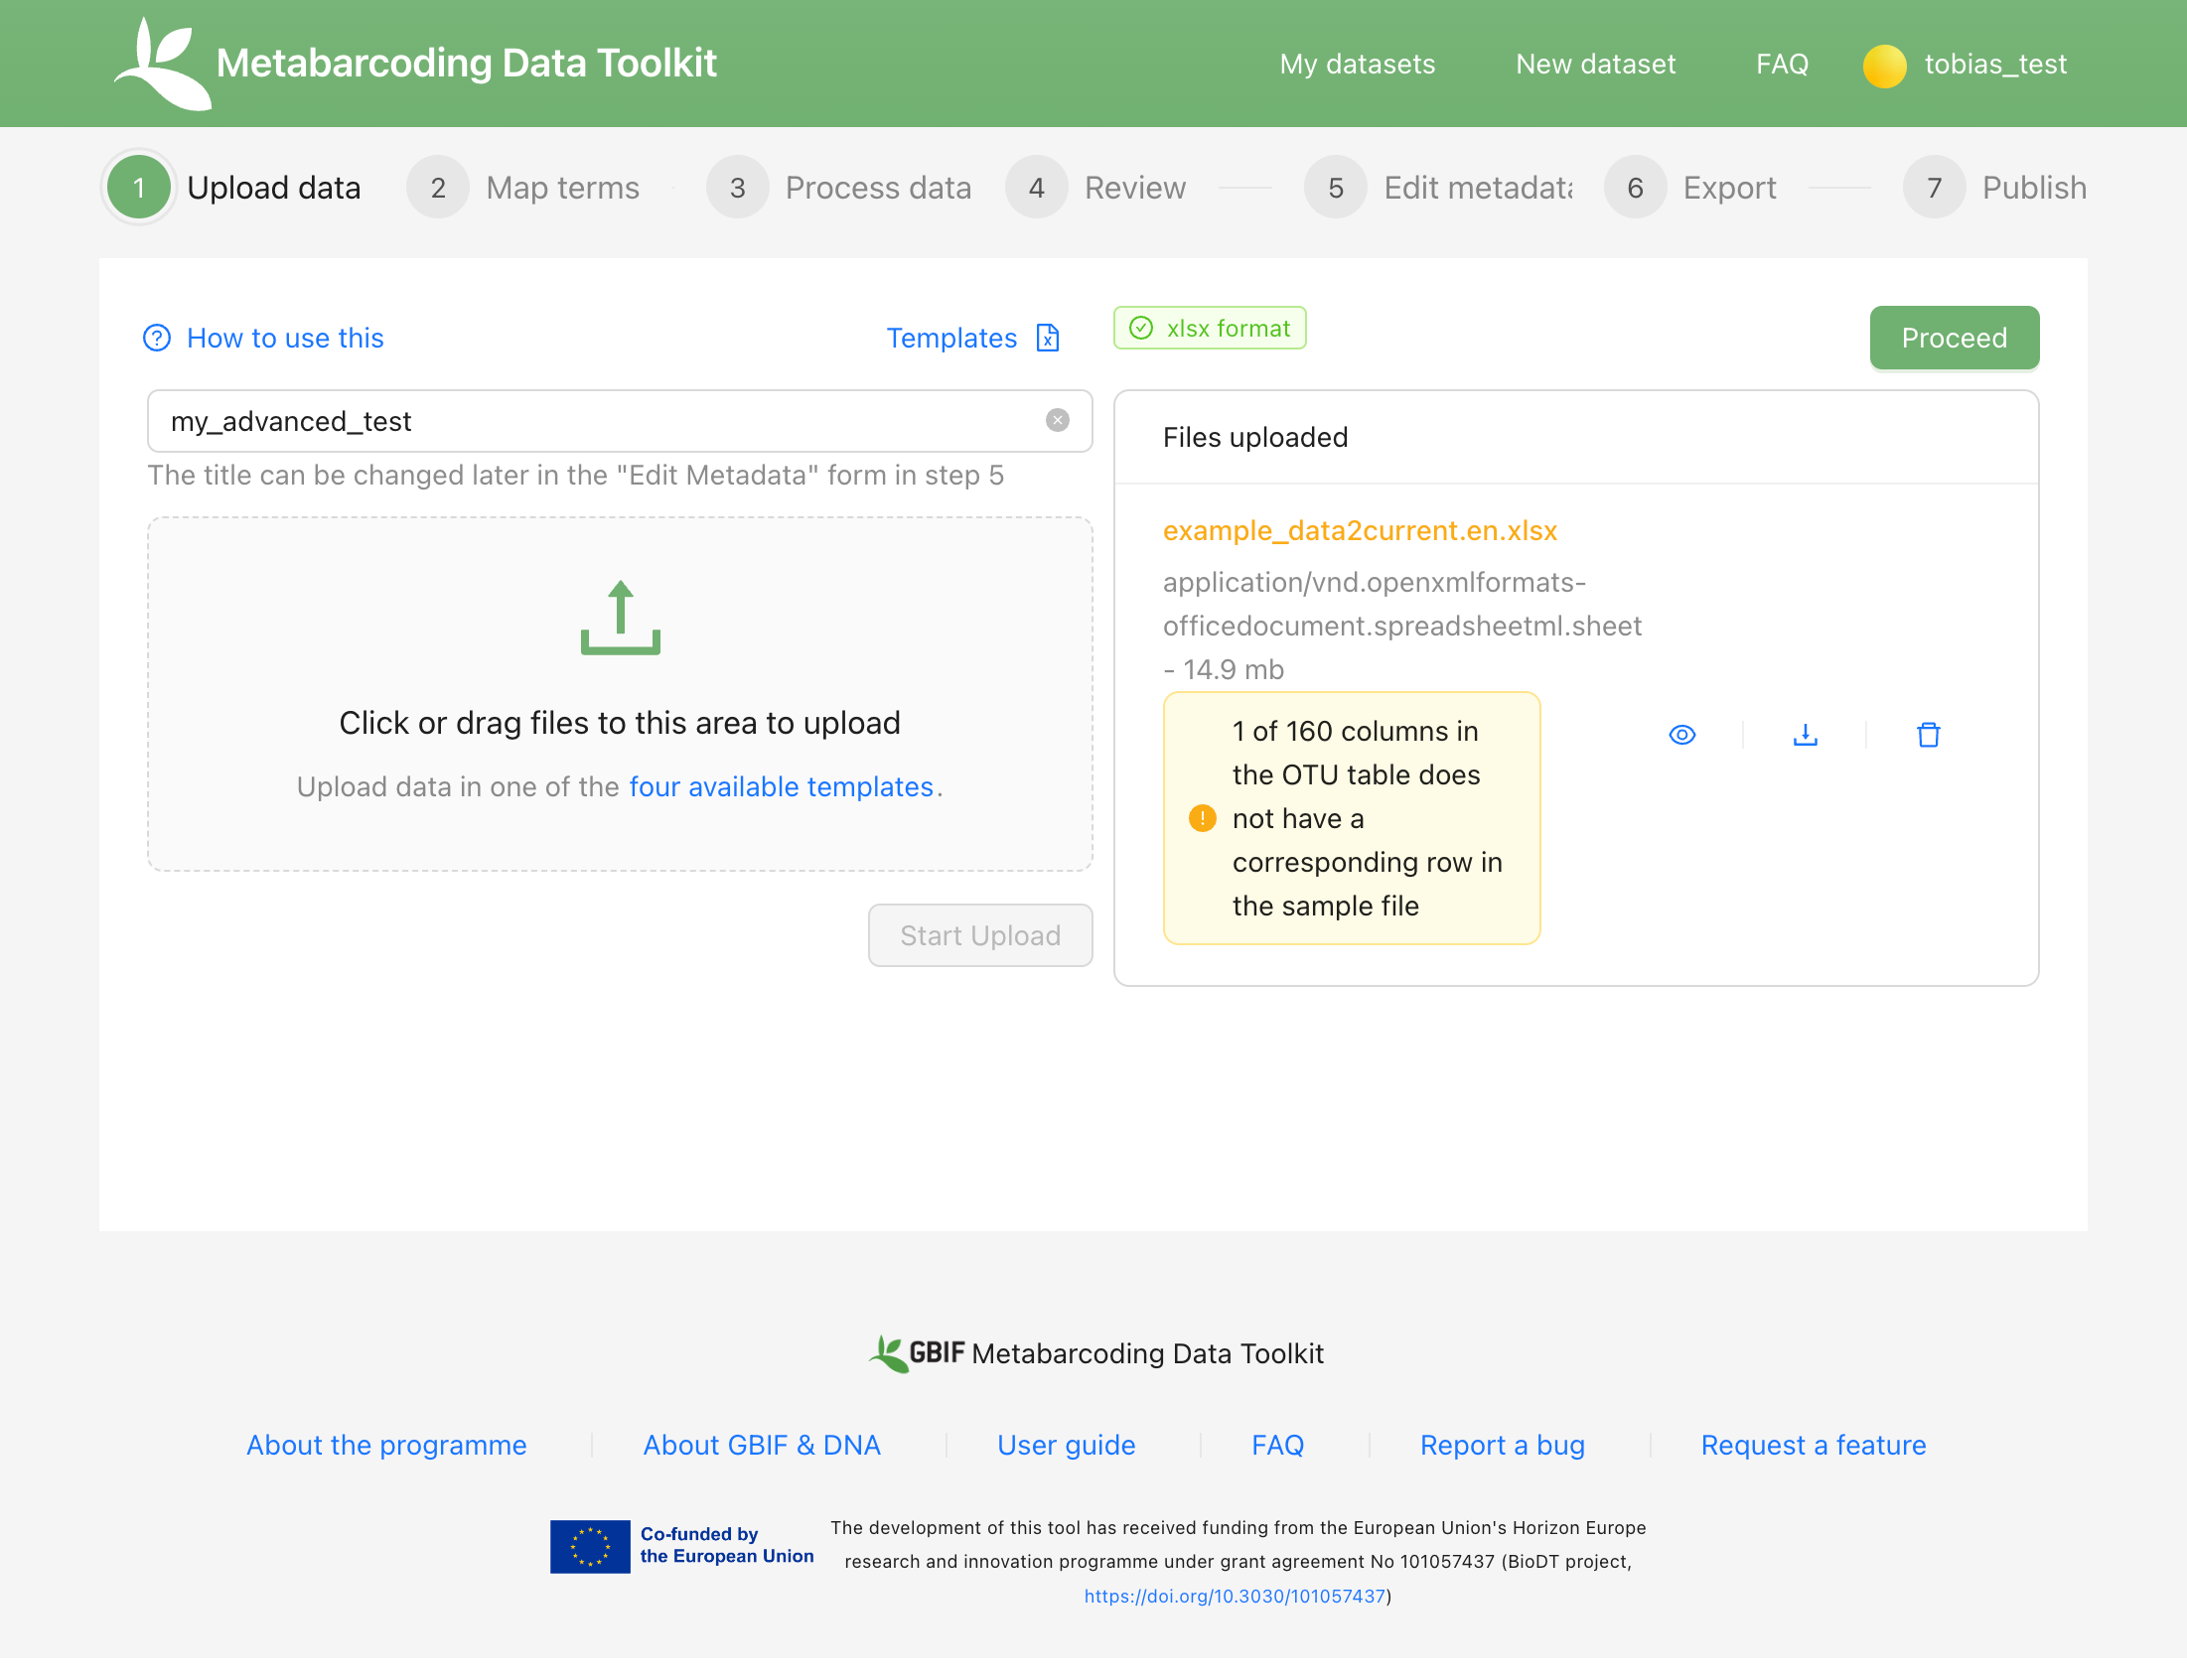 Metabarcoding Data Toolkit
My datasets
New dataset
FAQ
tobias_test
1 Upload data
2 Map terms
3 Process data
4 Review
5 Edit metadata
6 Export
7 Publish
How to use this
Templates
xlsx format
Proceed
my_advanced_test
The title can be changed later in the "Edit Metadata" form in step 5
Click or drag files to this area to upload
Upload data in one of the four available templates.
Start Upload
Files uploaded
example_data2current.en.xlsx
application/vnd.openxmlformats-
officedocument.spreadsheetml.sheet
- 14.9 mb
1 of 160 columns in
the OTU table does
not have a
corresponding row in
the sample file
GBIF Metabarcoding Data Toolkit
About the programme
About GBIF & DNA
User guide
FAQ
Report a bug
Request a feature
Co-funded by
the European Union
The development of this tool has received funding from the European Union's Horizon Europe
research and innovation programme under grant agreement No 101057437 (BioDT project,
https://doi.org/10.3030/101057437)